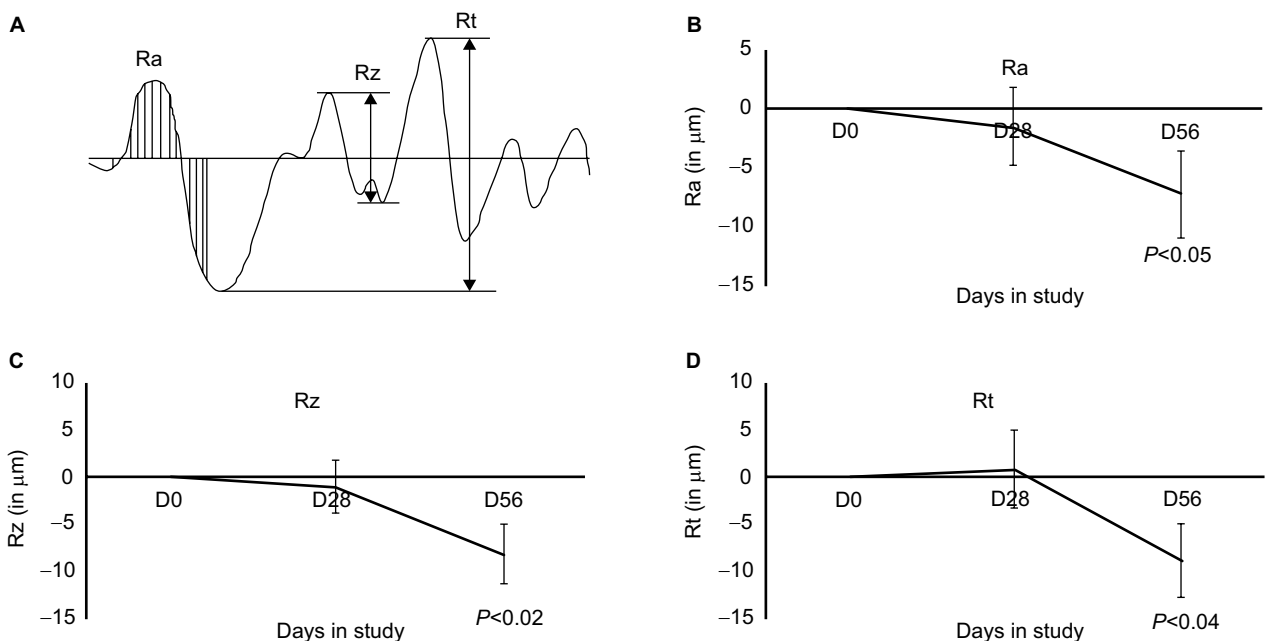 A
Ra
Rz
Rt
B
5
0
−5
−10
−15
Ra (in μm)
Ra
D0
D28
D56
P<0.05
Days in study
C
10
5
0
−5
−10
−15
Rz (in μm)
Rz
D0
D28
D56
P<0.02
Days in study
D
10
5
0
−5
−10
−15
Rt (in μm)
Rt
D0
D28
D56
P<0.04
Days in study